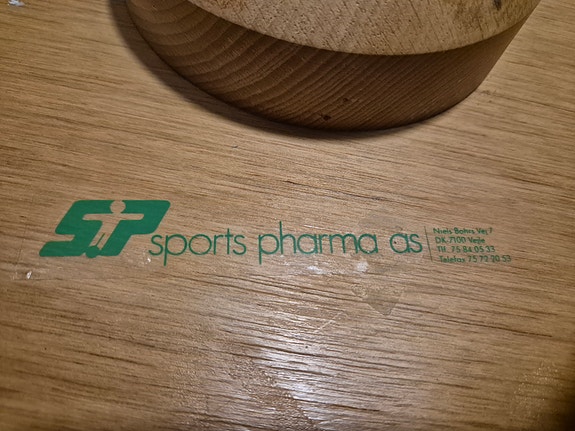 SP sports pharma as
Niels Bohrs Vej 7
DK-7100 Vejle
Tlf. 75 84 05 33
Telefax 75 72 20 53